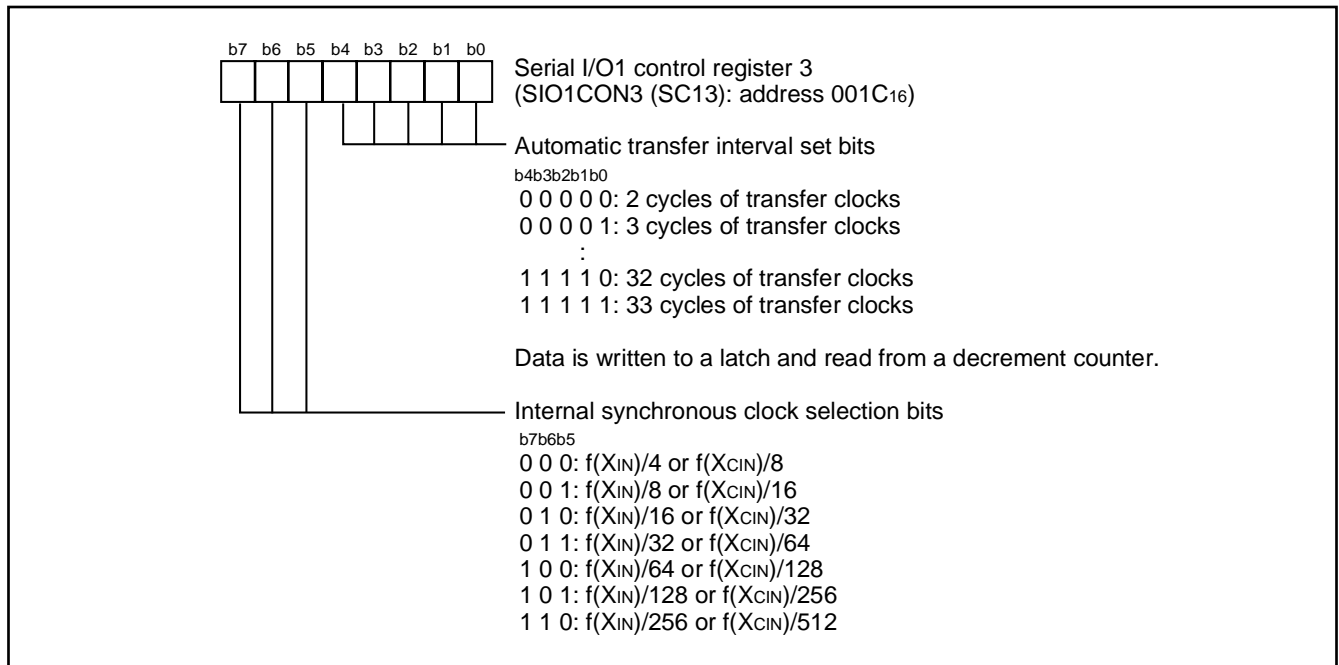 b7 b6 b5 b4 b3 b2 b1 b0
Serial I/O1 control register 3
(SIO1CON3 (SC13): address 001C16)
Automatic transfer interval set bits
b4b3b2b1b0
0 0 0 0 0: 2 cycles of transfer clocks
0 0 0 0 1: 3 cycles of transfer clocks
:
1 1 1 1 0: 32 cycles of transfer clocks
1 1 1 1 1: 33 cycles of transfer clocks
Data is written to a latch and read from a decrement counter.
Internal synchronous clock selection bits
b7b6b5
0 0 0: f(XIN)/4 or f(XCIN)/8
0 0 1: f(XIN)/8 or f(XCIN)/16
0 1 0: f(XIN)/16 or f(XCIN)/32
0 1 1: f(XIN)/32 or f(XCIN)/64
1 0 0: f(XIN)/64 or f(XCIN)/128
1 0 1: f(XIN)/128 or f(XCIN)/256
1 1 0: f(XIN)/256 or f(XCIN)/512